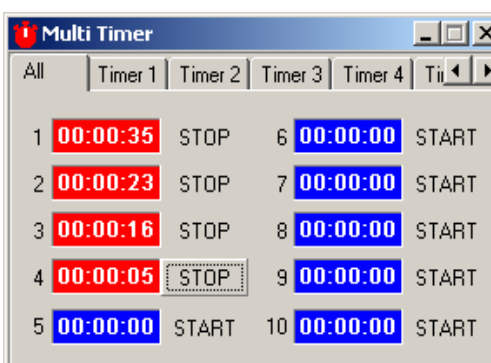 Multi Timer
All Timer 1 Timer 2 Timer 3 Timer 4
1 00:00:35 STOP 6 00:00:00 START
2 00:00:23 STOP 7 00:00:00 START
3 00:00:16 STOP 8 00:00:00 START
4 00:00:05 STOP 9 00:00:00 START
5 00:00:00 START 10 00:00:00 START